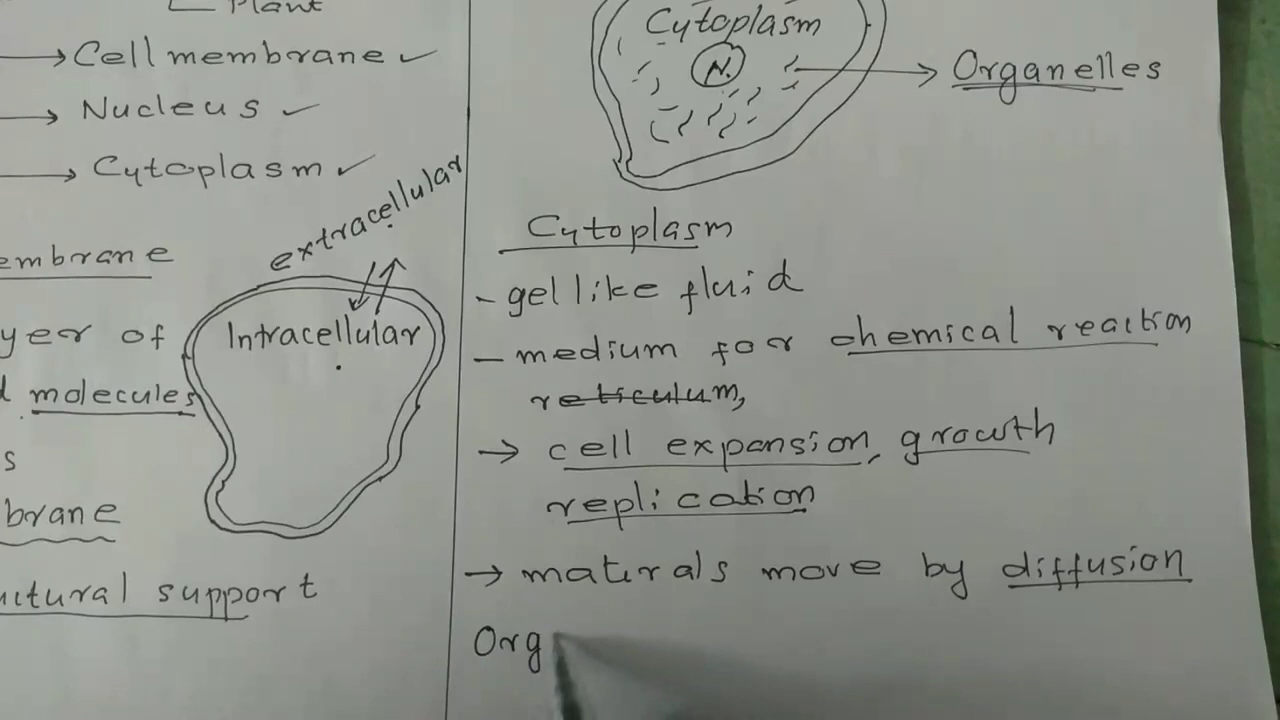 Plant
Cell membrane
Nucleus
Cytoplasm
extracellular
embrane
Intracellular
yer of
molecules
s
brane
uctural support
Cytoplasm
N.
Organelles
Cytoplasm
- gel like fluid
- medium for chemical reaction
reticulum,
→ cell expansion, growth
replication
→ matirals move by diffusion
Org